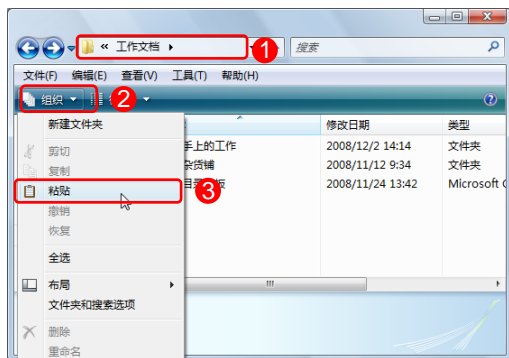 « 工作文档 ▸ 1 搜索
文件(F) 编辑(E) 查看(V) 工具(T) 帮助(H)
组织 2
新建文件夹 修改日期 类型
剪切 手上的工作 2008/12/2 14:14 文件夹
复制 杂货铺 2008/11/12 9:34 文件夹
粘贴 3 板 2008/11/24 13:42 Microsoft
撤销
恢复
全选
布局
文件夹和搜索选项
删除
重命名